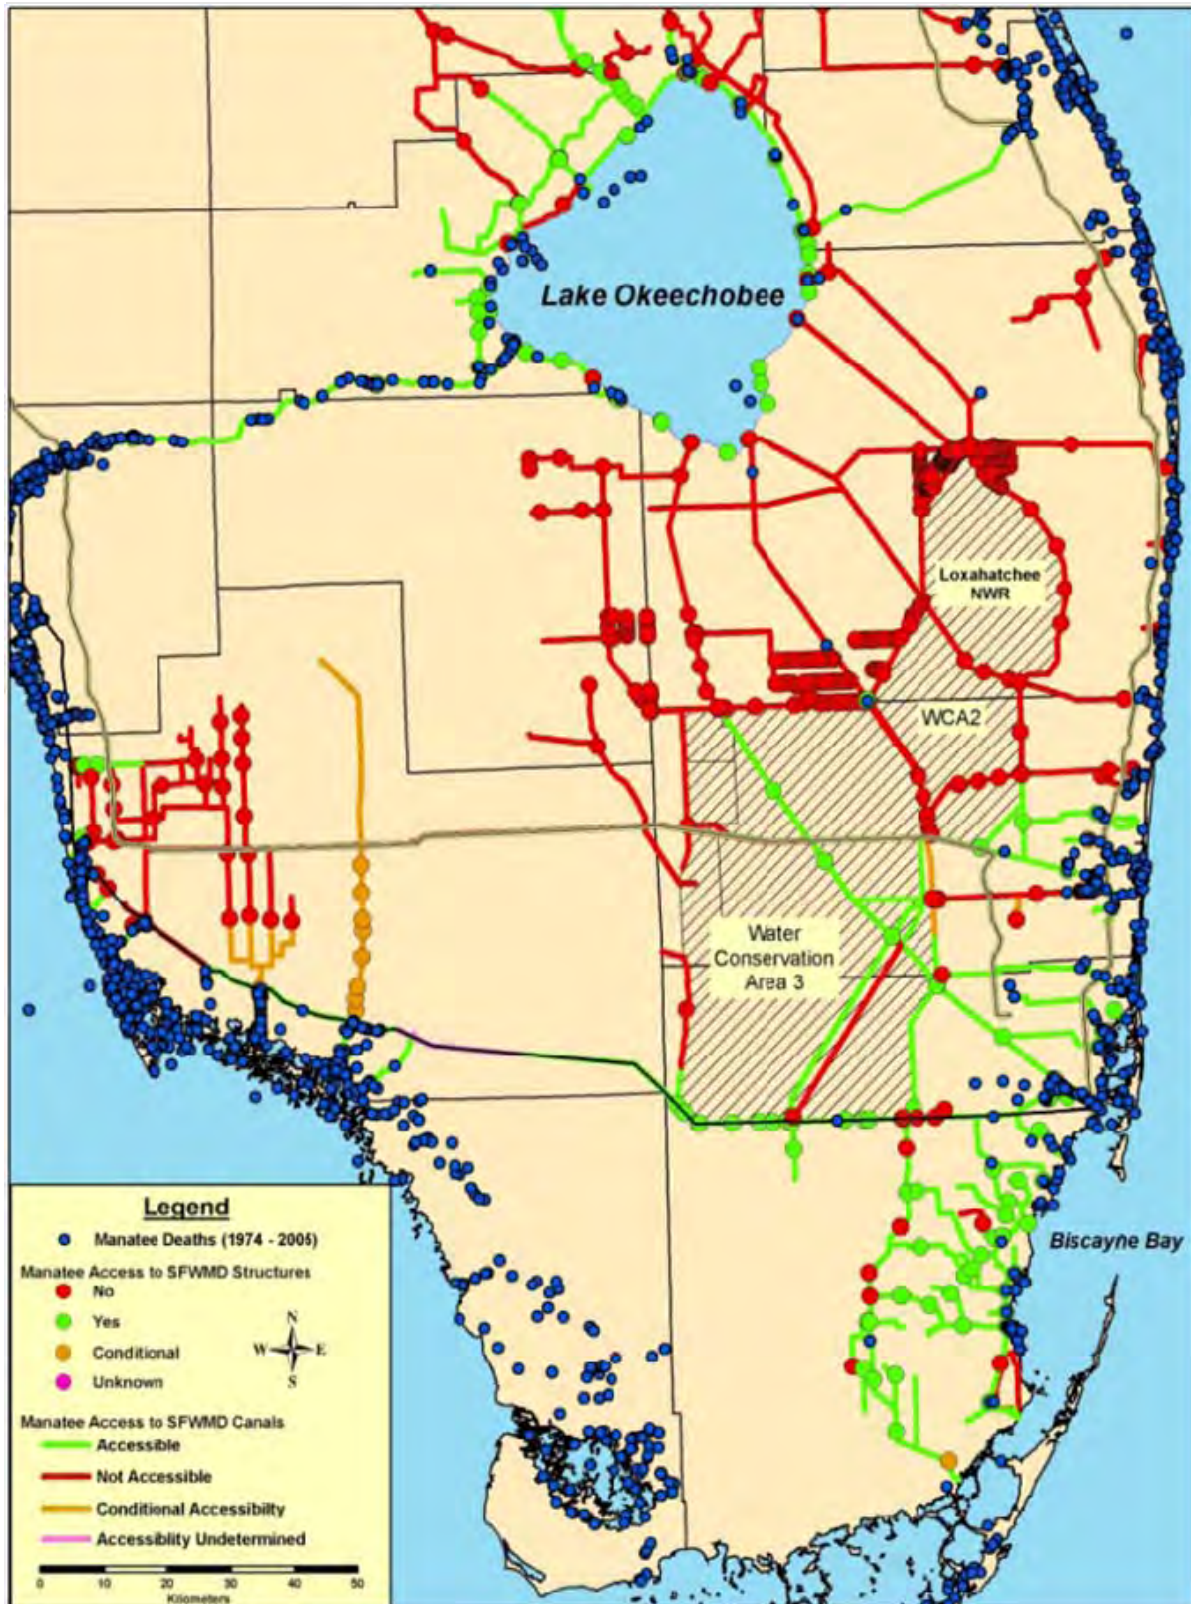 Lake Okeechobee
Loxahatchee
NWR
WCA2
Water
Conservation
Area 3
Biscayne Bay
Legend
Manatee Deaths (1974 - 2005)
Manatee Access to SFWMD Structures
No
Yes
Conditional
Unknown
N
W E
S
Manatee Access to SFWMD Canals
Accessible
Not Accessible
Conditional Accessibilty
Accessiblity Undetermined
0 10 20 30 40 50
Kilometers